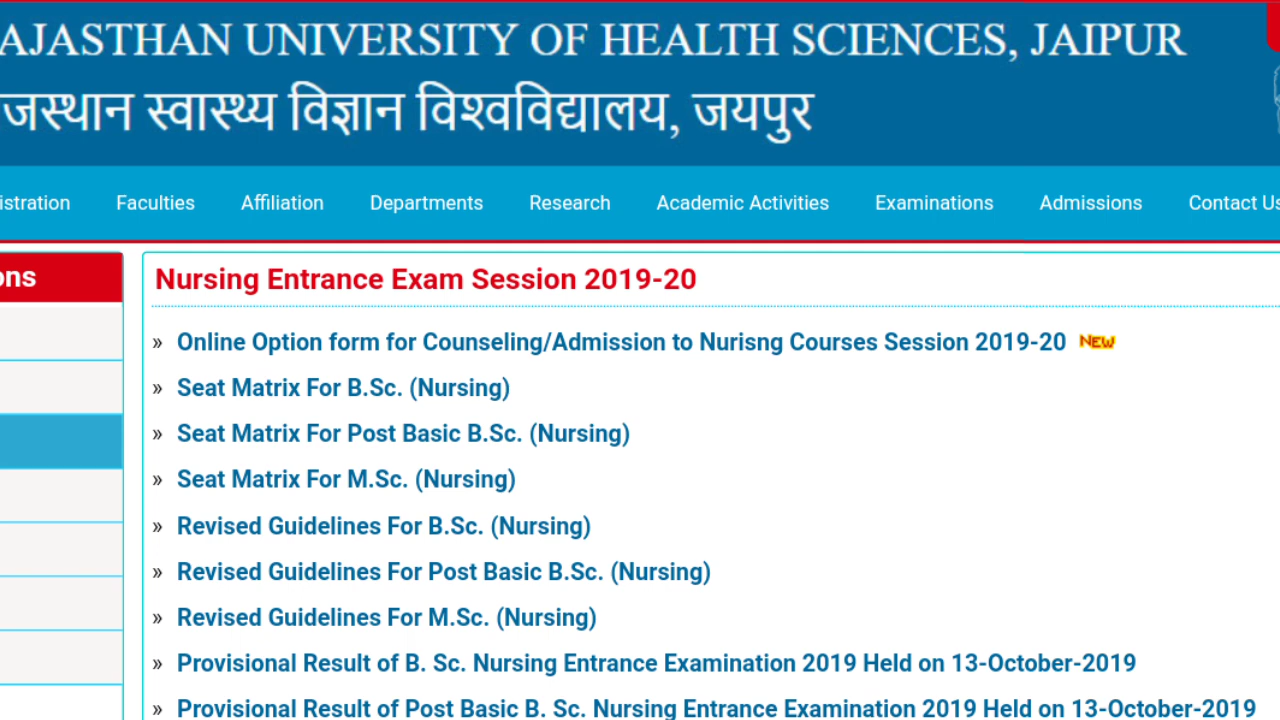 AJASTHAN UNIVERSITY OF HEALTH SCIENCES, JAIPUR
जस्थान स्वास्थ्य विज्ञान विश्वविद्यालय, जयपुर
istration Faculties Affiliation Departments Research Academic Activities Examinations Admissions Contact Us
ons
Nursing Entrance Exam Session 2019-20
» Online Option form for Counseling/Admission to Nurisng Courses Session 2019-20 NEW
» Seat Matrix For B.Sc. (Nursing)
» Seat Matrix For Post Basic B.Sc. (Nursing)
» Seat Matrix For M.Sc. (Nursing)
» Revised Guidelines For B.Sc. (Nursing)
» Revised Guidelines For Post Basic B.Sc. (Nursing)
» Revised Guidelines For M.Sc. (Nursing)
» Provisional Result of B. Sc. Nursing Entrance Examination 2019 Held on 13-October-2019
» Provisional Result of Post Basic B. Sc. Nursing Entrance Examination 2019 Held on 13-October-2019